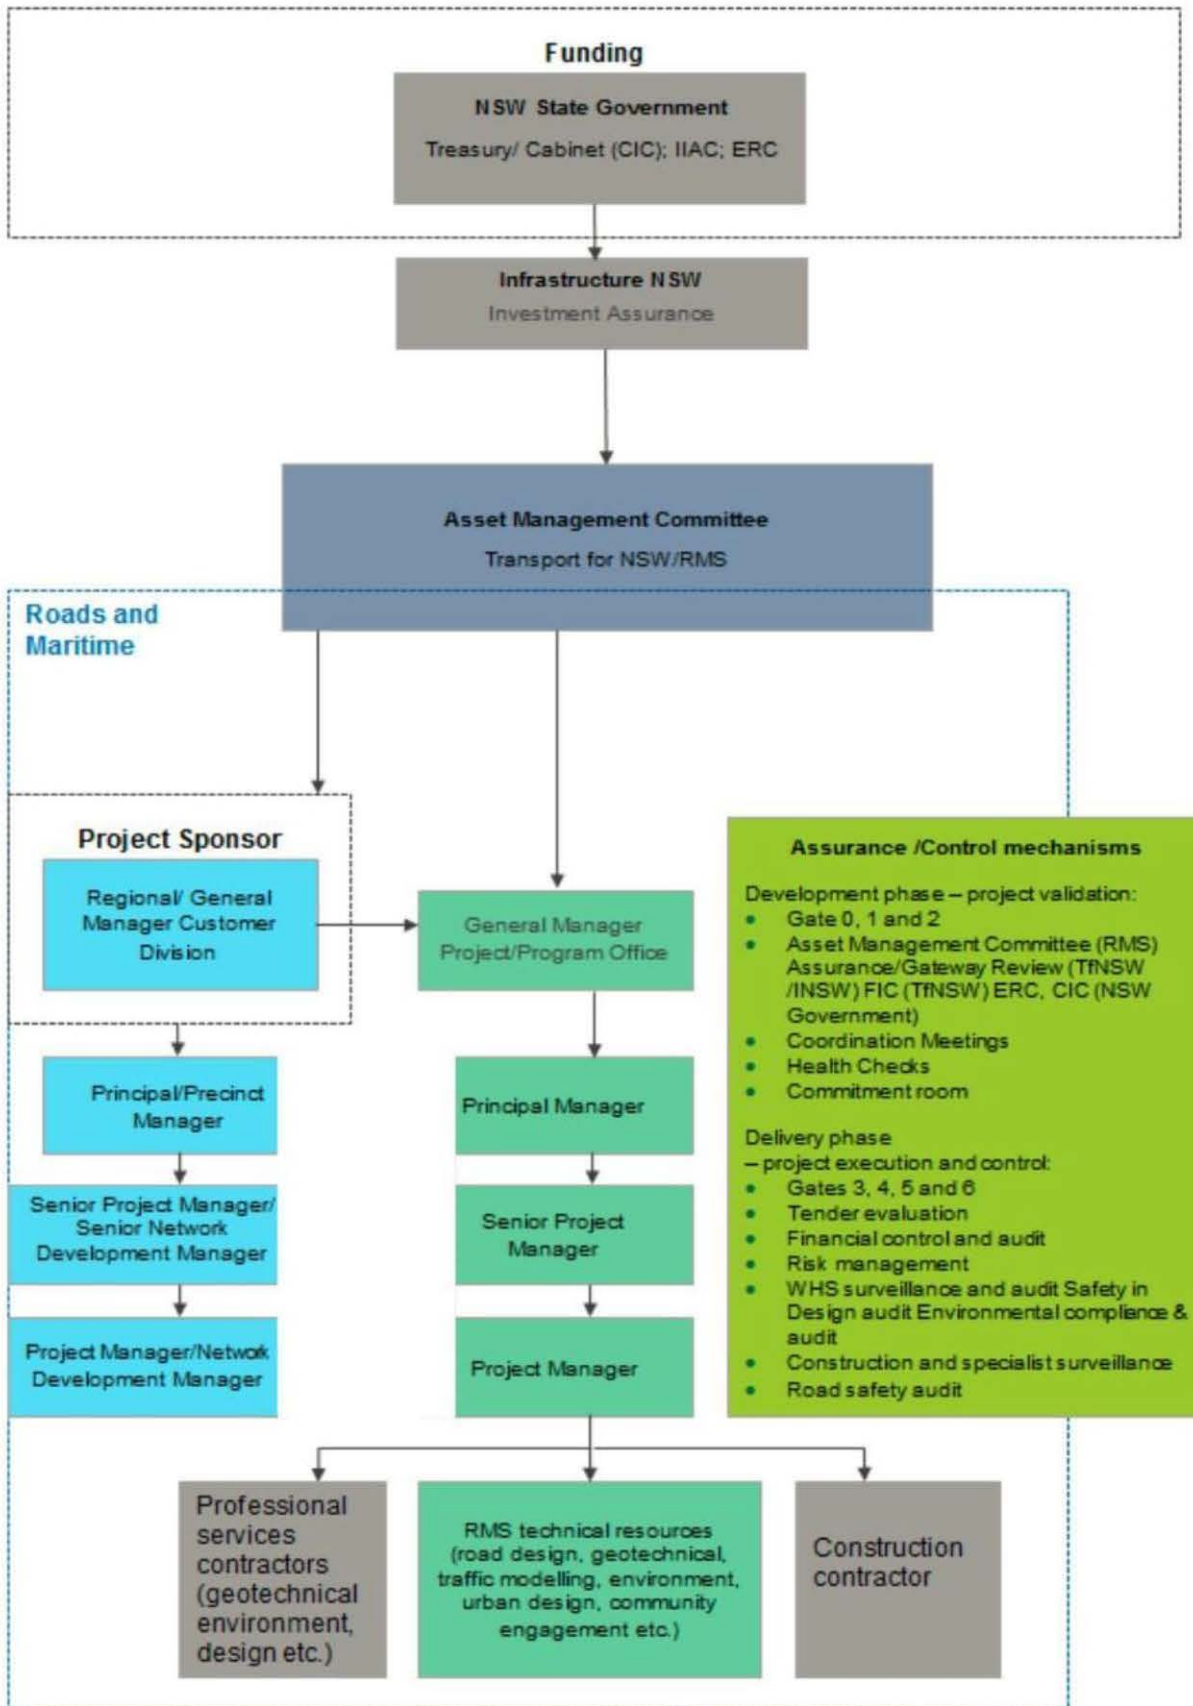 Funding
NSW State Government
Treasury/ Cabinet (CIC); IIAC; ERC
Infrastructure NSW
Investment Assurance
Asset Management Committee
Transport for NSW/RMS
Roads and
Maritime
Project Sponsor
Regional/ General
Manager Customer
Division
General Manager
Project/Program Office
Principal/Precinct
Manager
Principal Manager
Senior Project Manager/
Senior Network
Development Manager
Senior Project
Manager
Project Manager/Network
Development Manager
Project Manager
Assurance /Control mechanisms
Development phase – project validation:
• Gate 0, 1 and 2
• Asset Management Committee (RMS)
Assurance/Gateway Review (TfNSW
/INSW) FIC (TfNSW) ERC, CIC (NSW
Government)
• Coordination Meetings
• Health Checks
• Commitment room
Delivery phase
– project execution and control:
• Gates 3, 4, 5 and 6
• Tender evaluation
• Financial control and audit
• Risk management
• WHS surveillance and audit Safety in
Design audit Environmental compliance &
audit
• Construction and specialist surveillance
• Road safety audit
Professional
services
contractors
(geotechnical
environment,
design etc.)
RMS technical resources
(road design, geotechnical,
traffic modelling, environment,
urban design, community
engagement etc.)
Construction
contractor